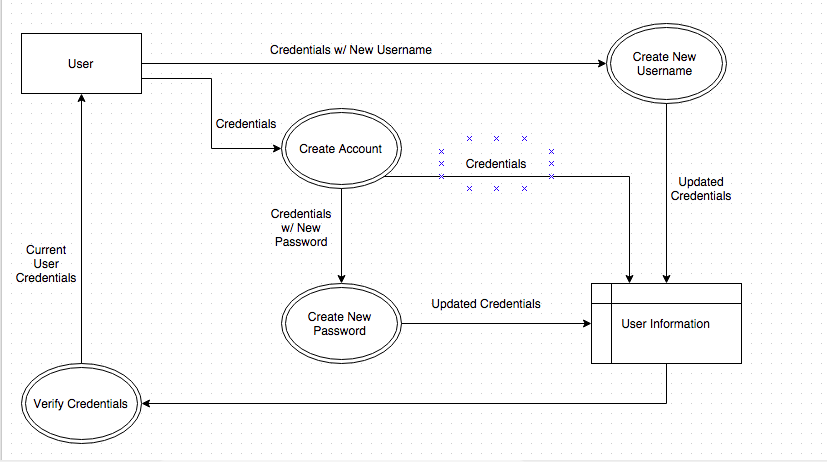 Credentials w/ New Username
User
Create New
Username
Credentials
Create Account
Credentials
Updated
Credentials
Credentials
w/ New
Password
Current
User
Credentials
Updated Credentials
Create New
Password
User Information
Verify Credentials